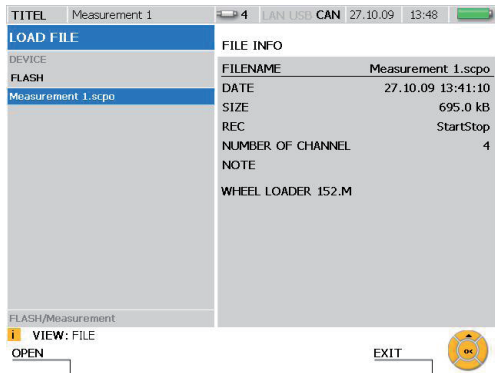 TITEL Measurement 1 4 LAN USB CAN 27.10.09 13:48
LOAD FILE
DEVICE
FLASH
Measurement 1.scpo
FLASH/Measurement
FILE INFO
FILENAME Measurement 1.scpo
DATE 27.10.09 13:41:10
SIZE 695.0 kB
REC StartStop
NUMBER OF CHANNEL 4
NOTE
WHEEL LOADER 152.M
i VIEW: FILE
OPEN EXIT OK